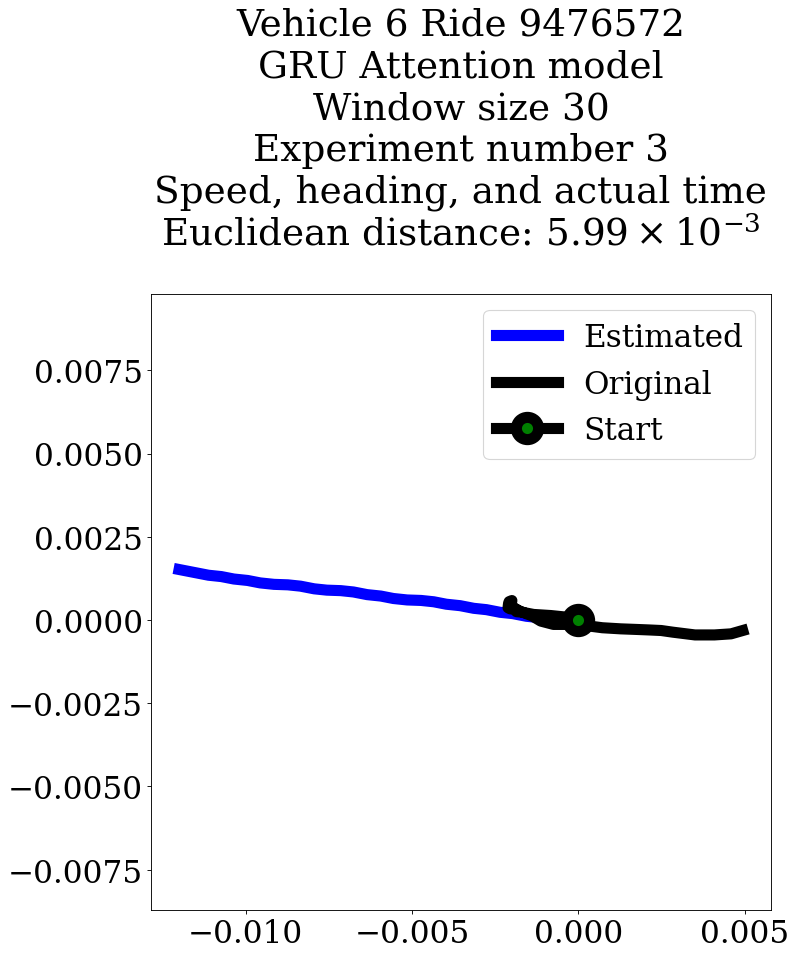 Vehicle 6 Ride 9476572
GRU Attention model
Window size 30
Experiment number 3
Speed, heading, and actual time
Euclidean distance: 5.99 × 10⁻³
Estimated
Original
Start
0.0075
0.0050
0.0025
0.0000
−0.0025
−0.0050
−0.0075
−0.010
−0.005
0.000
0.005